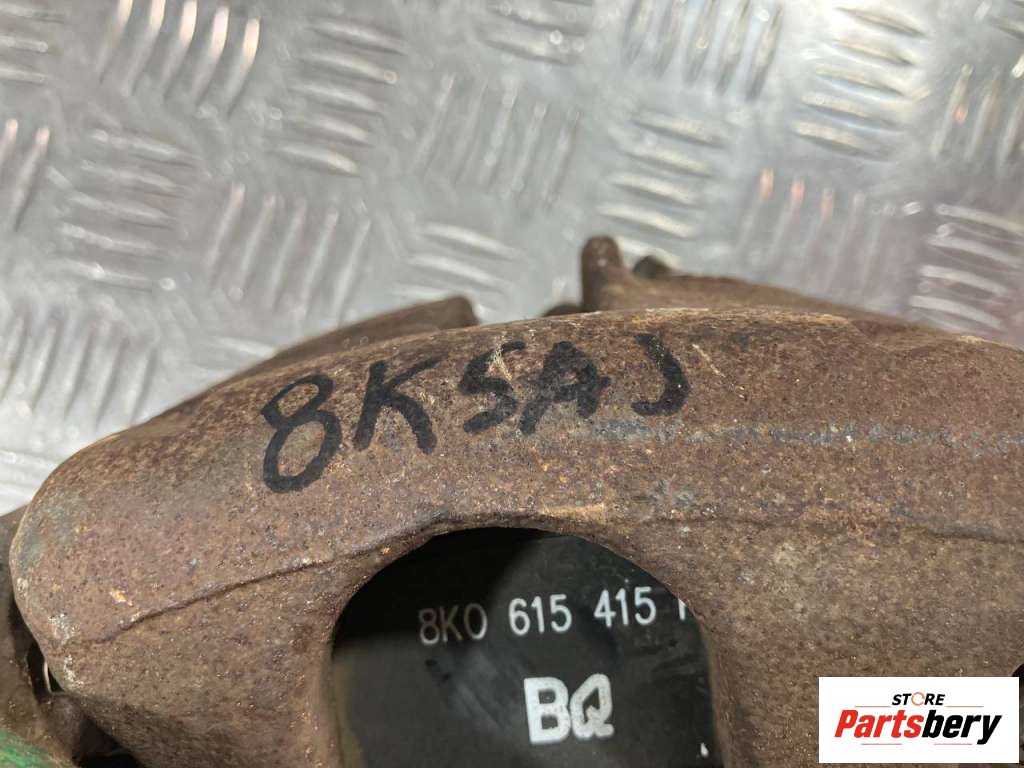 8KSAJ
8K0 615 415
BQ
STORE
Partsbery